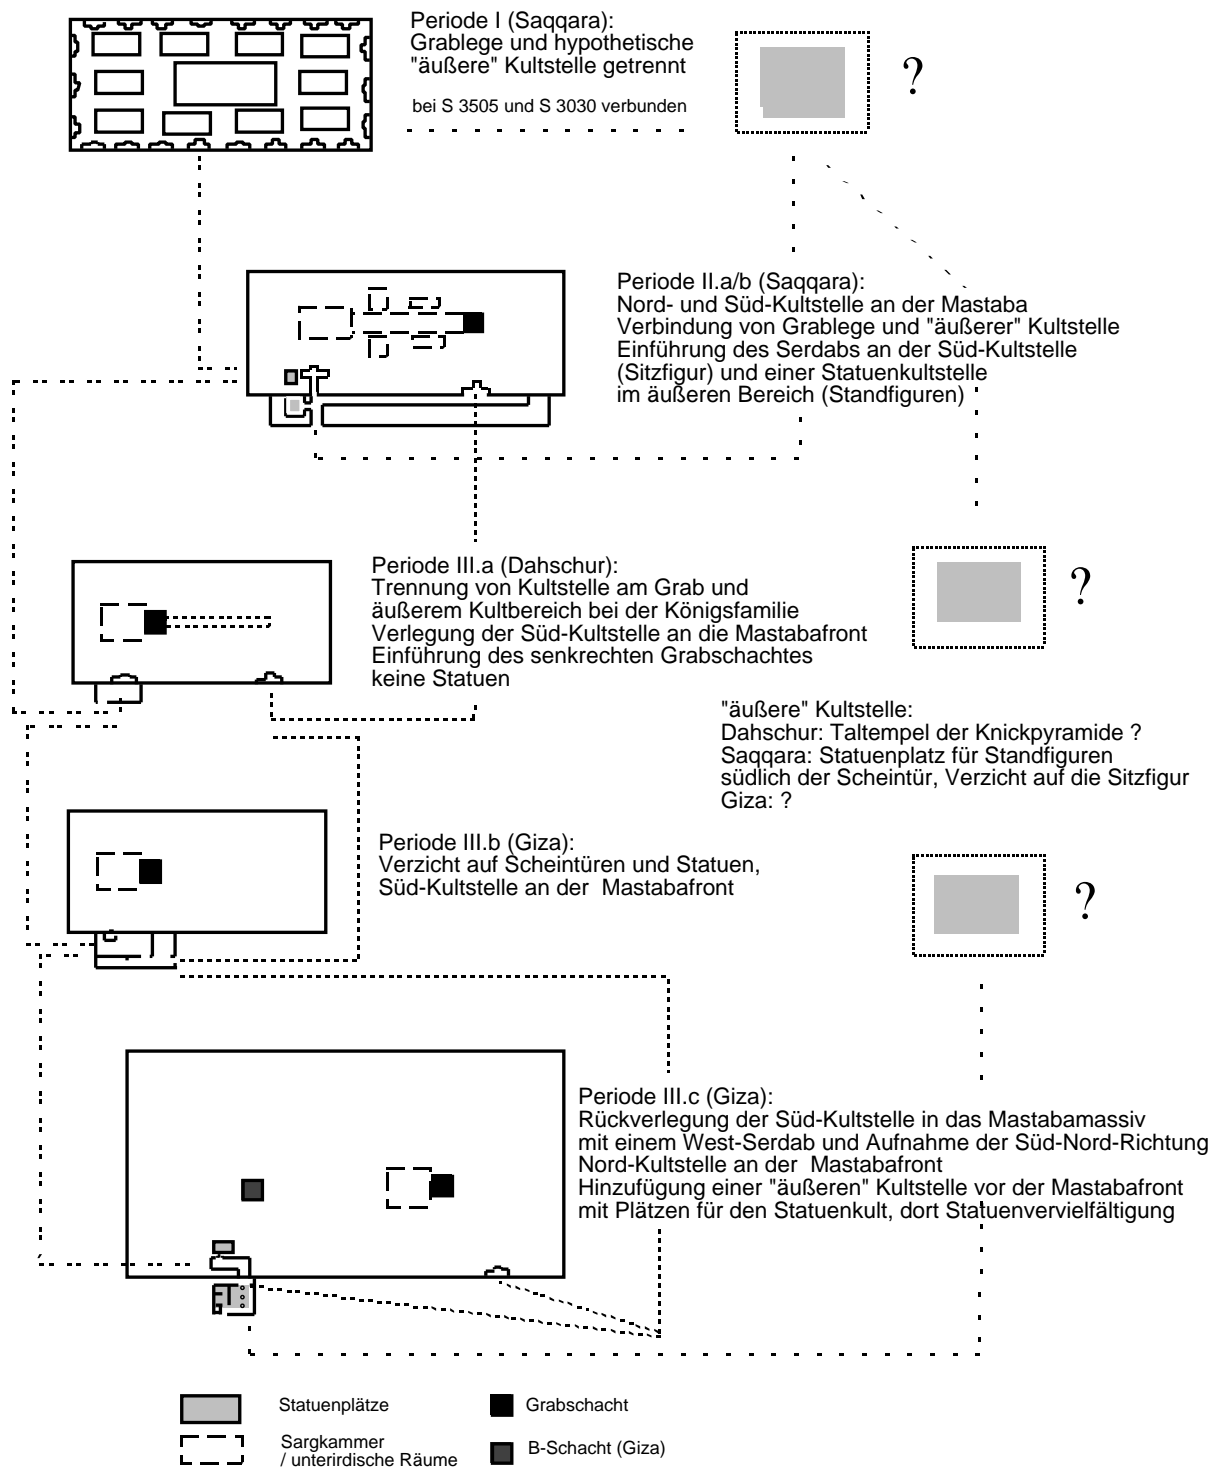 Periode I (Saqqara):
Grablege und hypothetische
"äußere" Kultstelle getrennt
bei S 3505 und S 3030 verbunden
?
Periode II.a/b (Saqqara):
Nord- und Süd-Kultstelle an der Mastaba
Verbindung von Grablege und "äußerer" Kultstelle
Einführung des Serdabs an der Süd-Kultstelle
(Sitzfigur) und einer Statuenkultstelle
im äußeren Bereich (Standfiguren)
Periode III.a (Dahschur):
Trennung von Kultstelle am Grab und
äußerem Kultbereich bei der Königsfamilie
Verlegung der Süd-Kultstelle an die Mastabafront
Einführung des senkrechten Grabschachtes
keine Statuen
?
"äußere" Kultstelle:
Dahschur: Taltempel der Knickpyramide ?
Saqqara: Statuenplatz für Standfiguren
südlich der Scheintür, Verzicht auf die Sitzfigur
Giza: ?
Periode III.b (Giza):
Verzicht auf Scheintüren und Statuen,
Süd-Kultstelle an der Mastabafront
?
Periode III.c (Giza):
Rückverlegung der Süd-Kultstelle in das Mastabamassiv
mit einem West-Serdab und Aufnahme der Süd-Nord-Richtung
Nord-Kultstelle an der Mastabafront
Hinzufügung einer "äußeren" Kultstelle vor der Mastabafront
mit Plätzen für den Statuenkult, dort Statuenvervielfältigung
Statuenplätze
Grabschacht
Sargkammer
/ unterirdische Räume
B-Schacht (Giza)